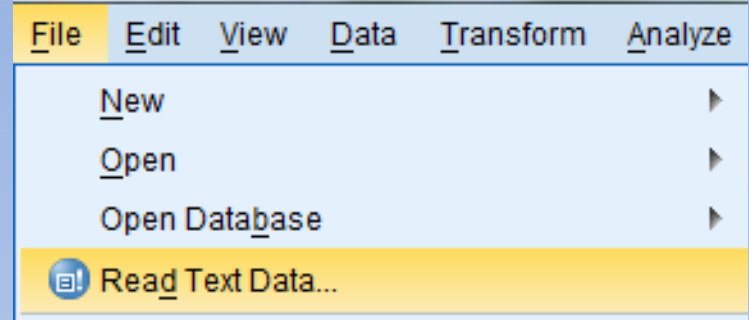 File Edit View Data Transform Analyze
New
Open
Open Database
Read Text Data...